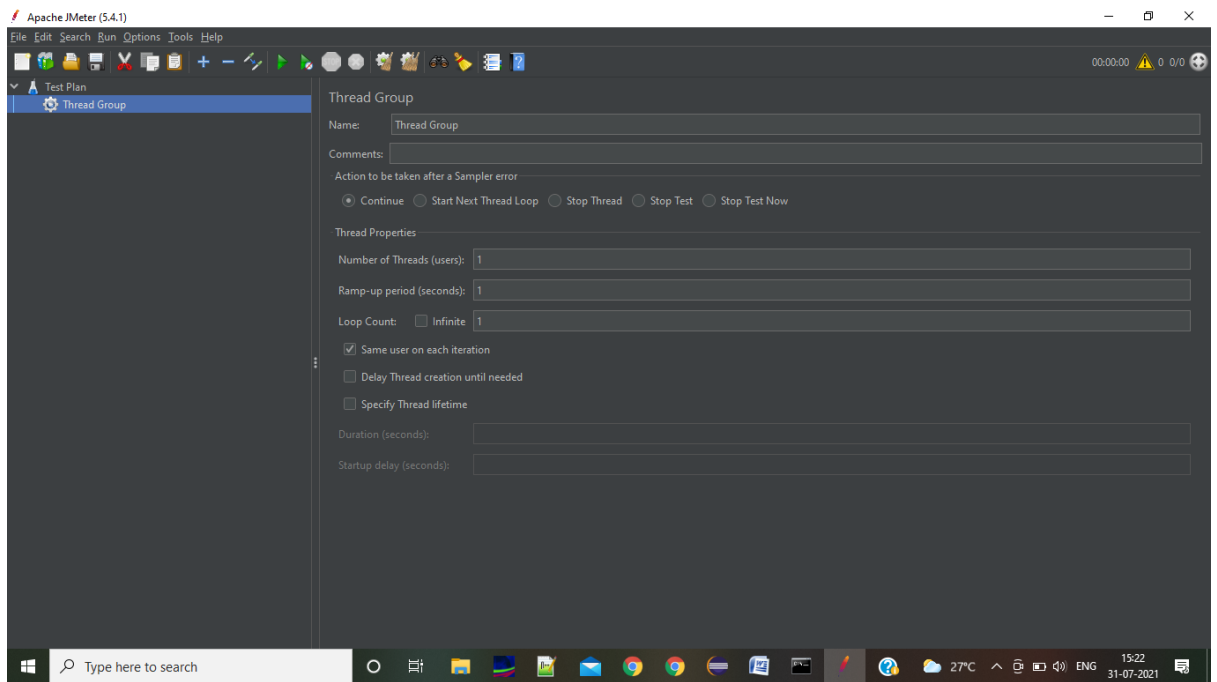 Apache JMeter (5.4.1)
File Edit Search Run Options Tools Help
00:00:00 0 0/0
Test Plan
Thread Group
Thread Group
Name: Thread Group
Comments:
Action to be taken after a Sampler error
Continue Start Next Thread Loop Stop Thread Stop Test Stop Test Now
Thread Properties
Number of Threads (users): 1
Ramp-up period (seconds): 1
Loop Count: Infinite 1
Same user on each iteration
Delay Thread creation until needed
Specify Thread lifetime
Duration (seconds):
Startup delay (seconds):
Type here to search
27°C ENG
15:22
31-07-2021